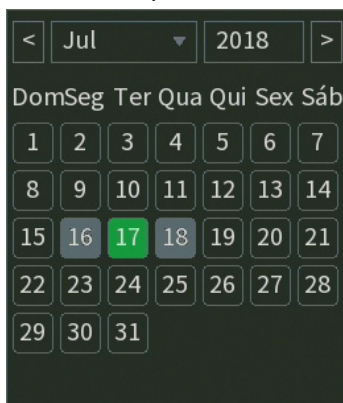 < Jul 2018 >
Dom Seg Ter Qua Qui Sex Sáb
1 2 3 4 5 6 7
8 9 10 11 12 13 14
15 16 17 18 19 20 21
22 23 24 25 26 27 28
29 30 31